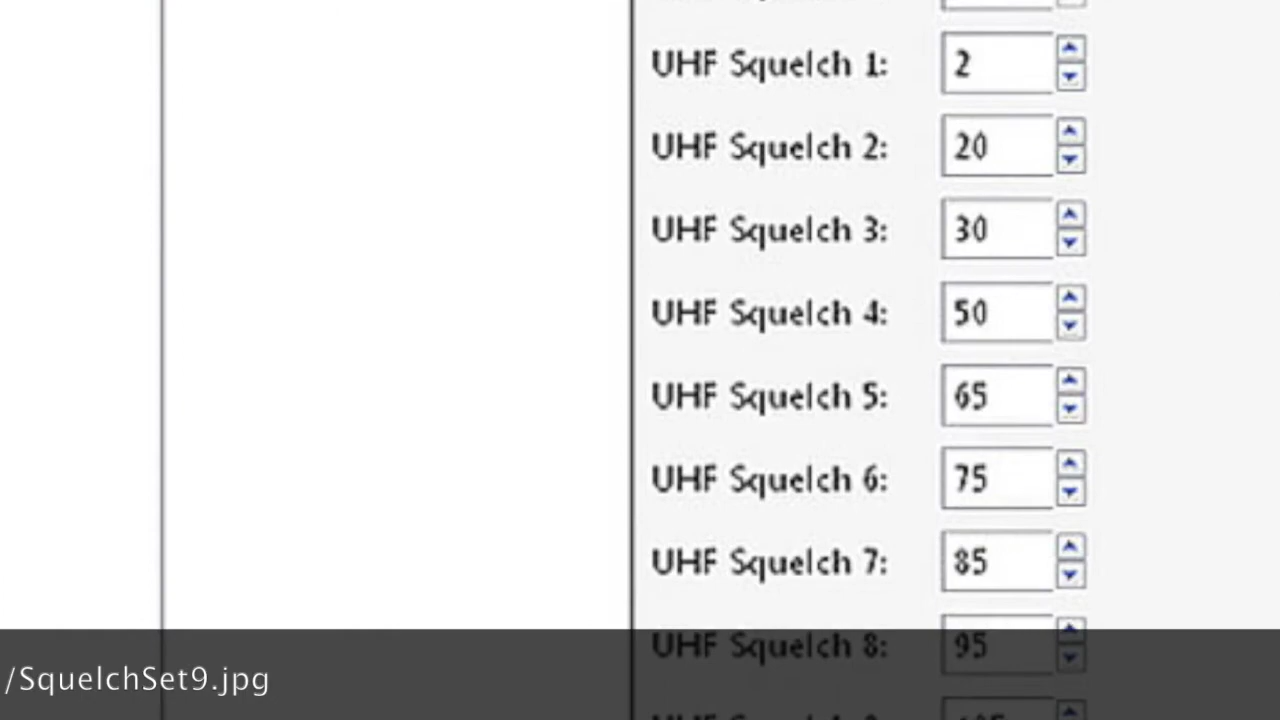 UHF Squelch 1: 2
UHF Squelch 2: 20
UHF Squelch 3: 30
UHF Squelch 4: 50
UHF Squelch 5: 65
UHF Squelch 6: 75
UHF Squelch 7: 85
UHF Squelch 8: 95
/SquelchSet9.jpg